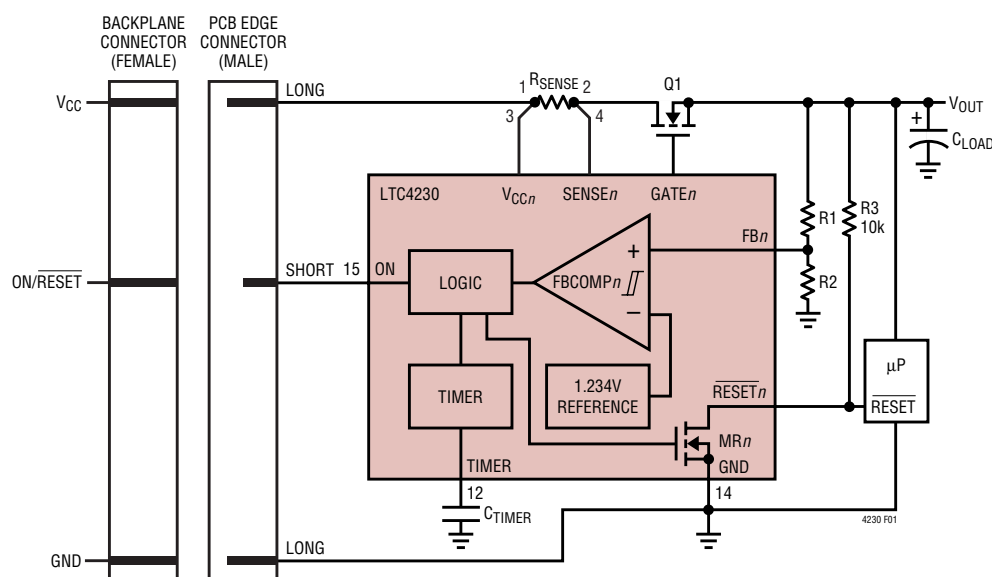 BACKPLANE
CONNECTOR
(FEMALE)
PCB EDGE
CONNECTOR
(MALE)
VCC
LONG
1 RSENSE 2
3 4
Q1
VOUT
+
CLOAD
LTC4230
VCCn
SENSEn
GATEn
R1
R3
10k
FBn
+
ON/RESET
SHORT 15 ON
LOGIC
FBCOMPn
R2
−
µP
TIMER
1.234V
REFERENCE
RESETn
RESET
MRn
TIMER
GND
12
14
CTIMER
4230 F01
GND
LONG